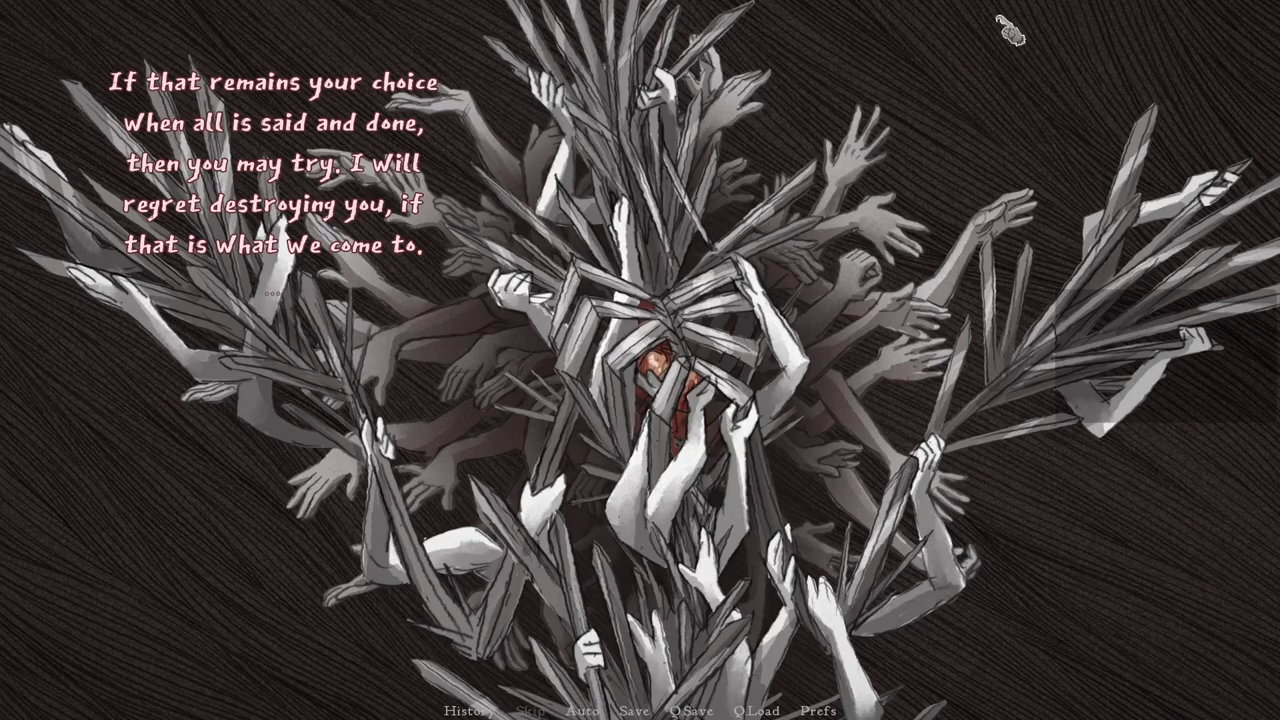 If that remains your choice
when all is said and done,
then you may try. I will
regret destroying you, if
that is what we come to.
...
History Skip Auto Save Q.Save Q.Load Prefs